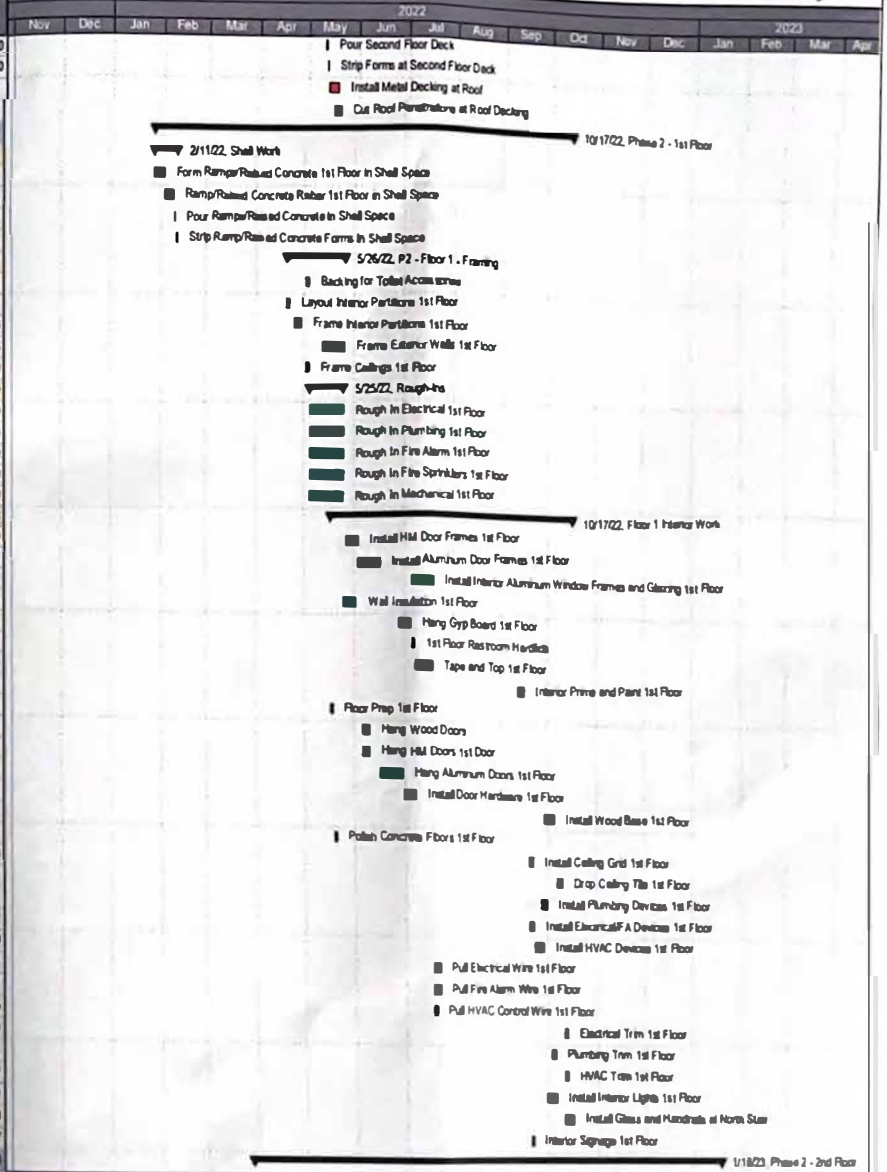 2022
2023
Nov Dec Jan Feb Mar Apr May Jun Jul Aug Sep Oct Nov Dec Jan Feb Mar Apr
Pour Second Floor Deck
Strip Forms at Second Floor Deck
Install Metal Decking at Roof
Cut Roof Penetrations at Roof Decking
10/17/22, Phase 2 - 1st Floor
2/11/22, Shell Work
Form Ramps/Raised Concrete 1st Floor in Shell Space
Ramp/Raised Concrete Rebar 1st Floor in Shell Space
Pour Ramps/Raised Concrete in Shell Space
Strip Ramp/Raised Concrete Forms In Shell Space
5/26/22, P2 - Floor 1 - Framing
Backing for Toilet Accessories
Layout Interior Partitions 1st Floor
Frame Interior Partitions 1st Floor
Frame Exterior Walls 1st Floor
Frame Ceilings 1st Floor
5/25/22, Rough-Ins
Rough In Electrical 1st Floor
Rough In Plumbing 1st Floor
Rough In Fire Alarm 1st Floor
Rough In Fire Sprinklers 1st Floor
Rough In Mechanical 1st Floor
10/17/22, Floor 1 Interior Work
Install HM Door Frames 1st Floor
Install Aluminum Door Frames 1st Floor
Install Interior Aluminum Window Frames and Glazing 1st Floor
Wall Insulation 1st Floor
Hang Gyp Board 1st Floor
1st Floor Restroom Hardilids
Tape and Top 1st Floor
Interior Prime and Paint 1st Floor
Floor Prep 1st Floor
Hang Wood Doors
Hang HM Doors 1st Door
Hang Aluminum Doors 1st Floor
Install Door Hardware 1st Floor
Install Wood Base 1st Floor
Polish Concrete Floors 1st Floor
Install Ceiling Grid 1st Floor
Drop Ceiling Tile 1st Floor
Install Plumbing Devices 1st Floor
Install Electrical/FA Devices 1st Floor
Install HVAC Devices 1st Floor
Pull Electrical Wire 1st Floor
Pull Fire Alarm Wire 1st Floor
Pull HVAC Control Wire 1st Floor
Electrical Trim 1st Floor
Plumbing Trim 1st Floor
HVAC Trim 1st Floor
Install Interior Lights 1st Floor
Install Glass and Handrails at North Stair
Interior Signage 1st Floor
1/18/23, Phase 2 - 2nd Floor